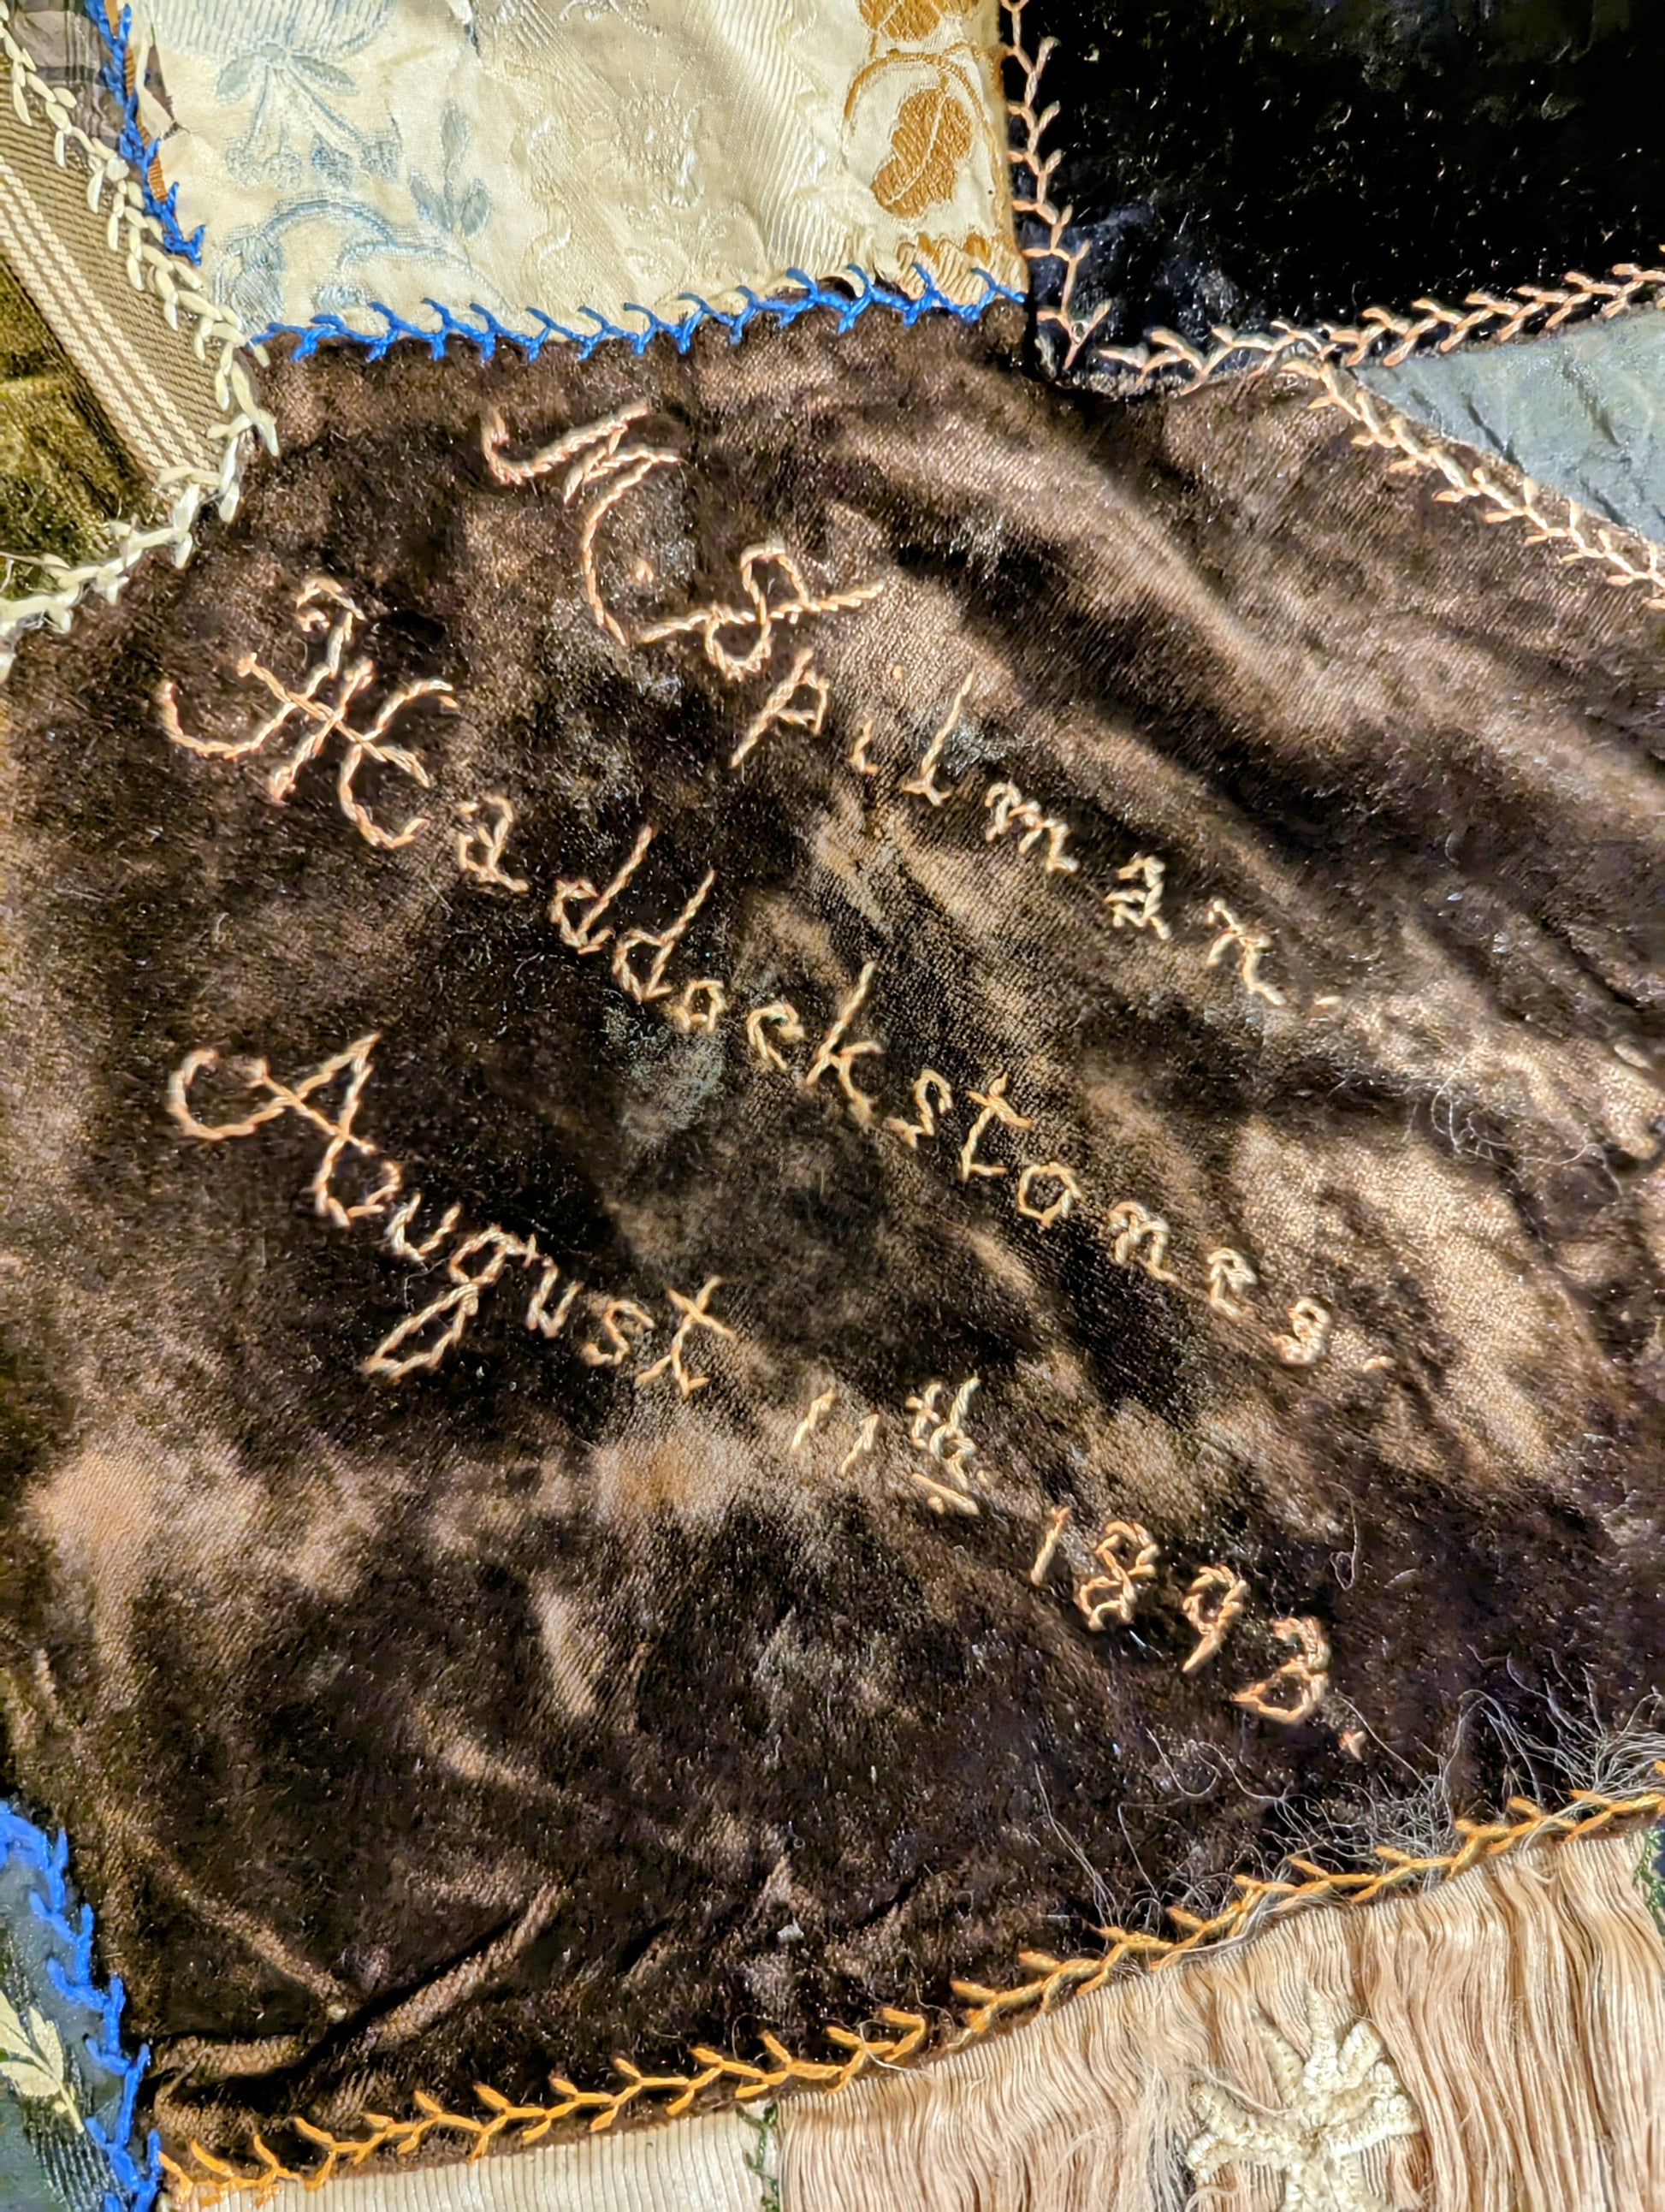 T. Spilman.
Haddockstones.
August 11th 1893.